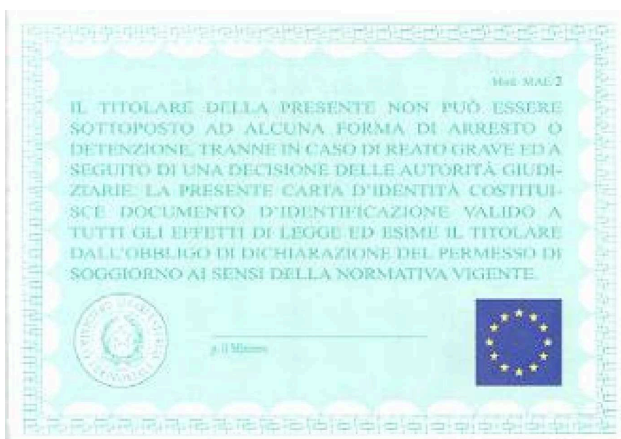 Mod. MAE 2
IL TITOLARE DELLA PRESENTE NON PUÒ ESSERE
SOTTOPOSTO AD ALCUNA FORMA DI ARRESTO O
DETENZIONE, TRANNE IN CASO DI REATO GRAVE ED A
SEGUITO DI UNA DECISIONE DELLE AUTORITÀ GIUDI-
ZIARIE. LA PRESENTE CARTA D'IDENTITÀ COSTITUI-
SCE DOCUMENTO D'IDENTIFICAZIONE VALIDO A
TUTTI GLI EFFETTI DI LEGGE ED ESIME IL TITOLARE
DALL'OBBLIGO DI DICHIARAZIONE DEL PERMESSO DI
SOGGIORNO AI SENSI DELLA NORMATIVA VIGENTE.
p. il Ministro